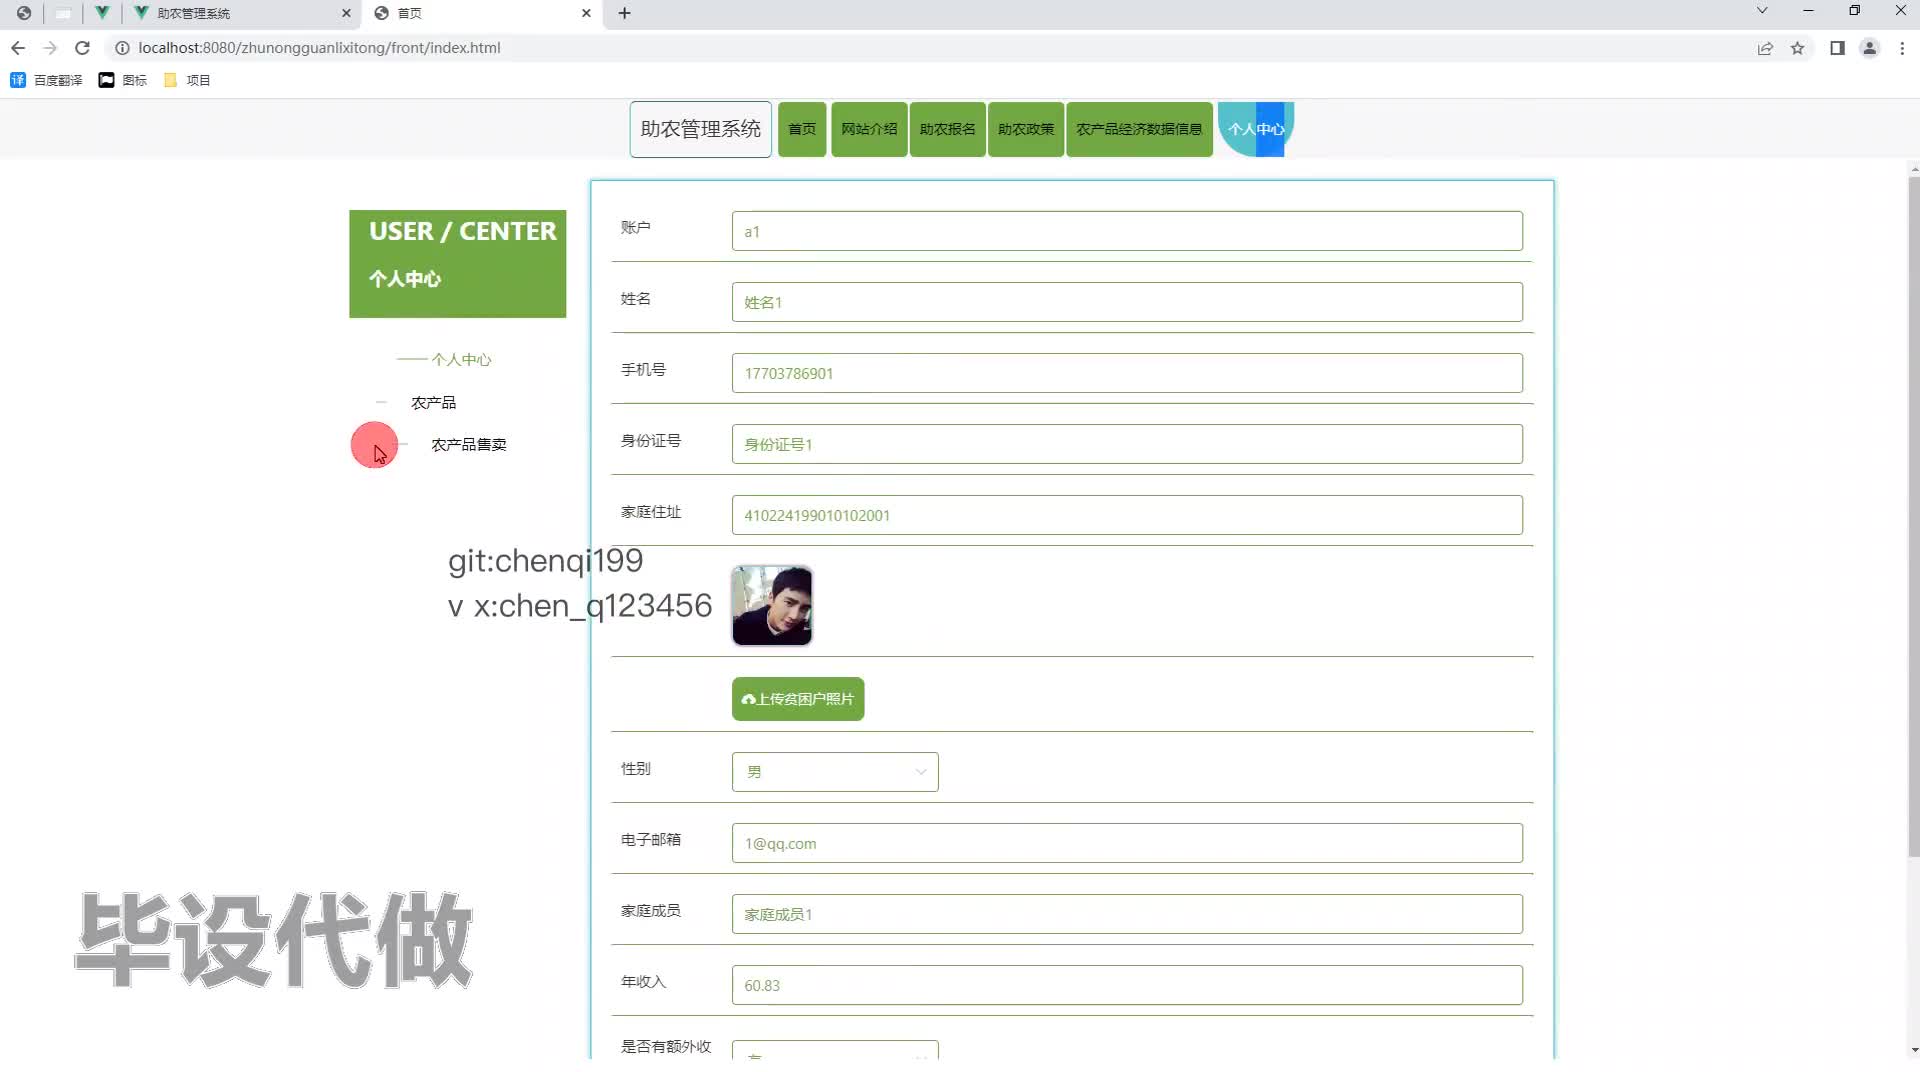 助农管理系统
首页
localhost:8080/zhunongguanlixitong/front/index.html
百度翻译
图标
项目
助农管理系统
首页
网站介绍
助农报名
助农政策
农产品经济数据信息
个人中心
USER / CENTER
个人中心
个人中心
农产品
农产品售卖
账户
a1
姓名
姓名1
手机号
17703786901
身份证号
身份证号1
家庭住址
410224199010102001
git:chenqi199
v x:chen_q123456
上传贫困户照片
性别
男
电子邮箱
1@qq.com
家庭成员
家庭成员1
年收入
60.83
是否有额外收
毕设代做